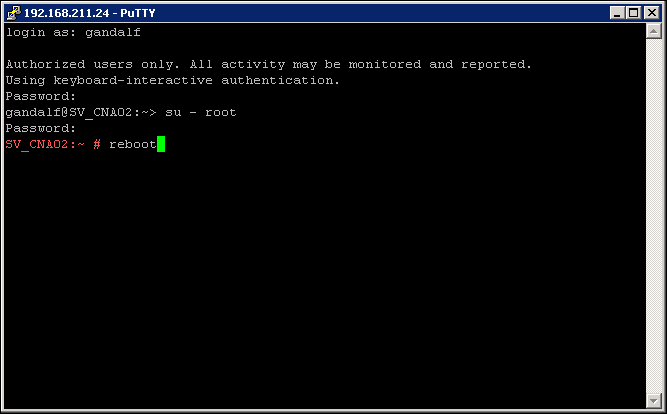 192.168.211.24 - PuTTY
login as: gandalf
Authorized users only. All activity may be monitored and reported.
Using keyboard-interactive authentication.
Password:
gandalf@SV_CNA02:~> su - root
Password:
SV_CNA02:~ # reboot